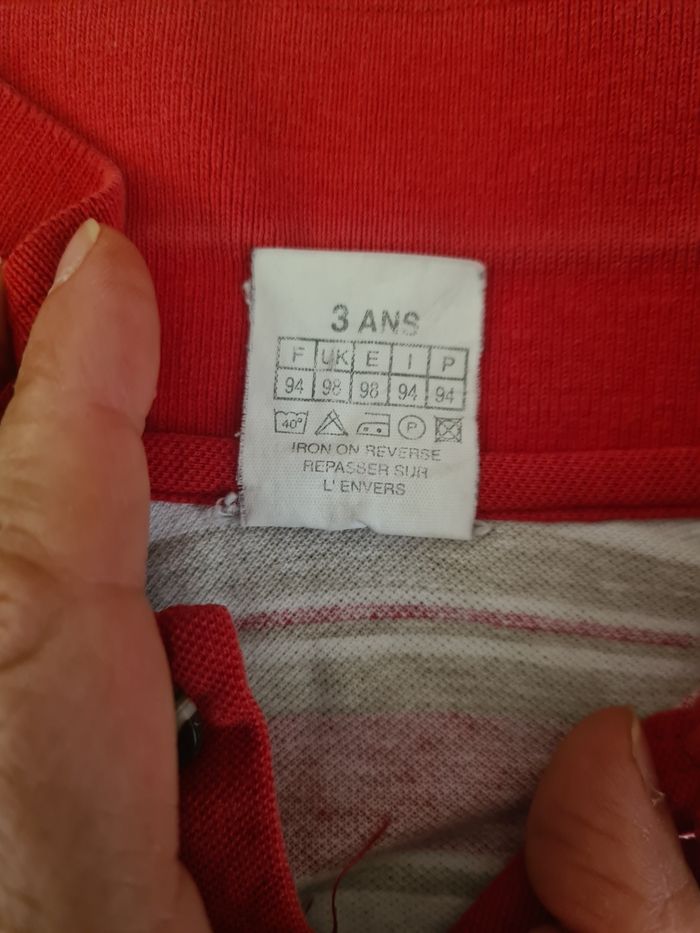 3 ANS
F UK E I P
94 98 98 94 94
40° P
IRON ON REVERSE
REPASSER SUR
L'ENVERS